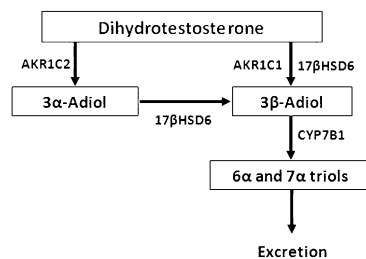 Dihydrotestosterone
AKR1C2
AKR1C1
17βHSD6
3α-Adiol
3β-Adiol
17βHSD6
CYP7B1
6α and 7α triols
Excretion